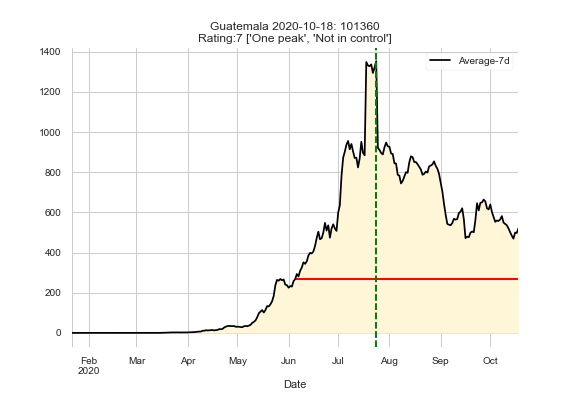 Guatemala 2020-10-18: 101360
Rating:7 ['One peak', 'Not in control']
Average-7d
1400
1200
1000
800
600
400
200
0
Feb Mar Apr May Jun Jul Aug Sep Oct
2020
Date